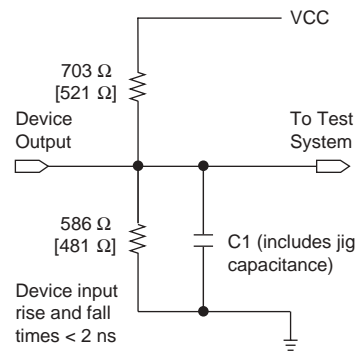 VCC
703 Ω
[521 Ω]
Device
Output
To Test
System
586 Ω
[481 Ω]
C1 (includes jig
capacitance)
Device input
rise and fall
times < 2 ns